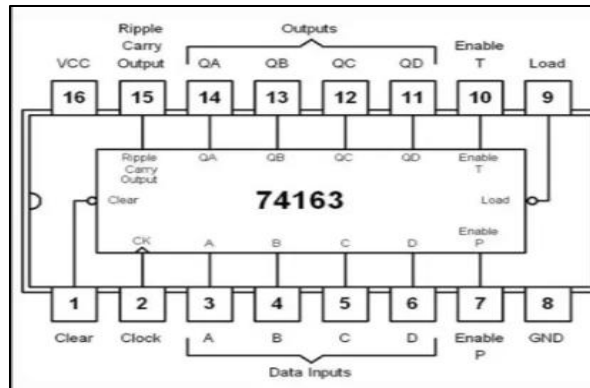 Ripple
Carry
Output
Outputs
Enable
T
VCC QA QB QC QD Load
16 15 14 13 12 11 10 9
Ripple
Carry
Output
QA QB QC QD
Enable
T
Clear 74163 Load
CK A B C D
Enable
P
1 2 3 4 5 6 7 8
Clear Clock A B C D
Enable
P
GND
Data Inputs